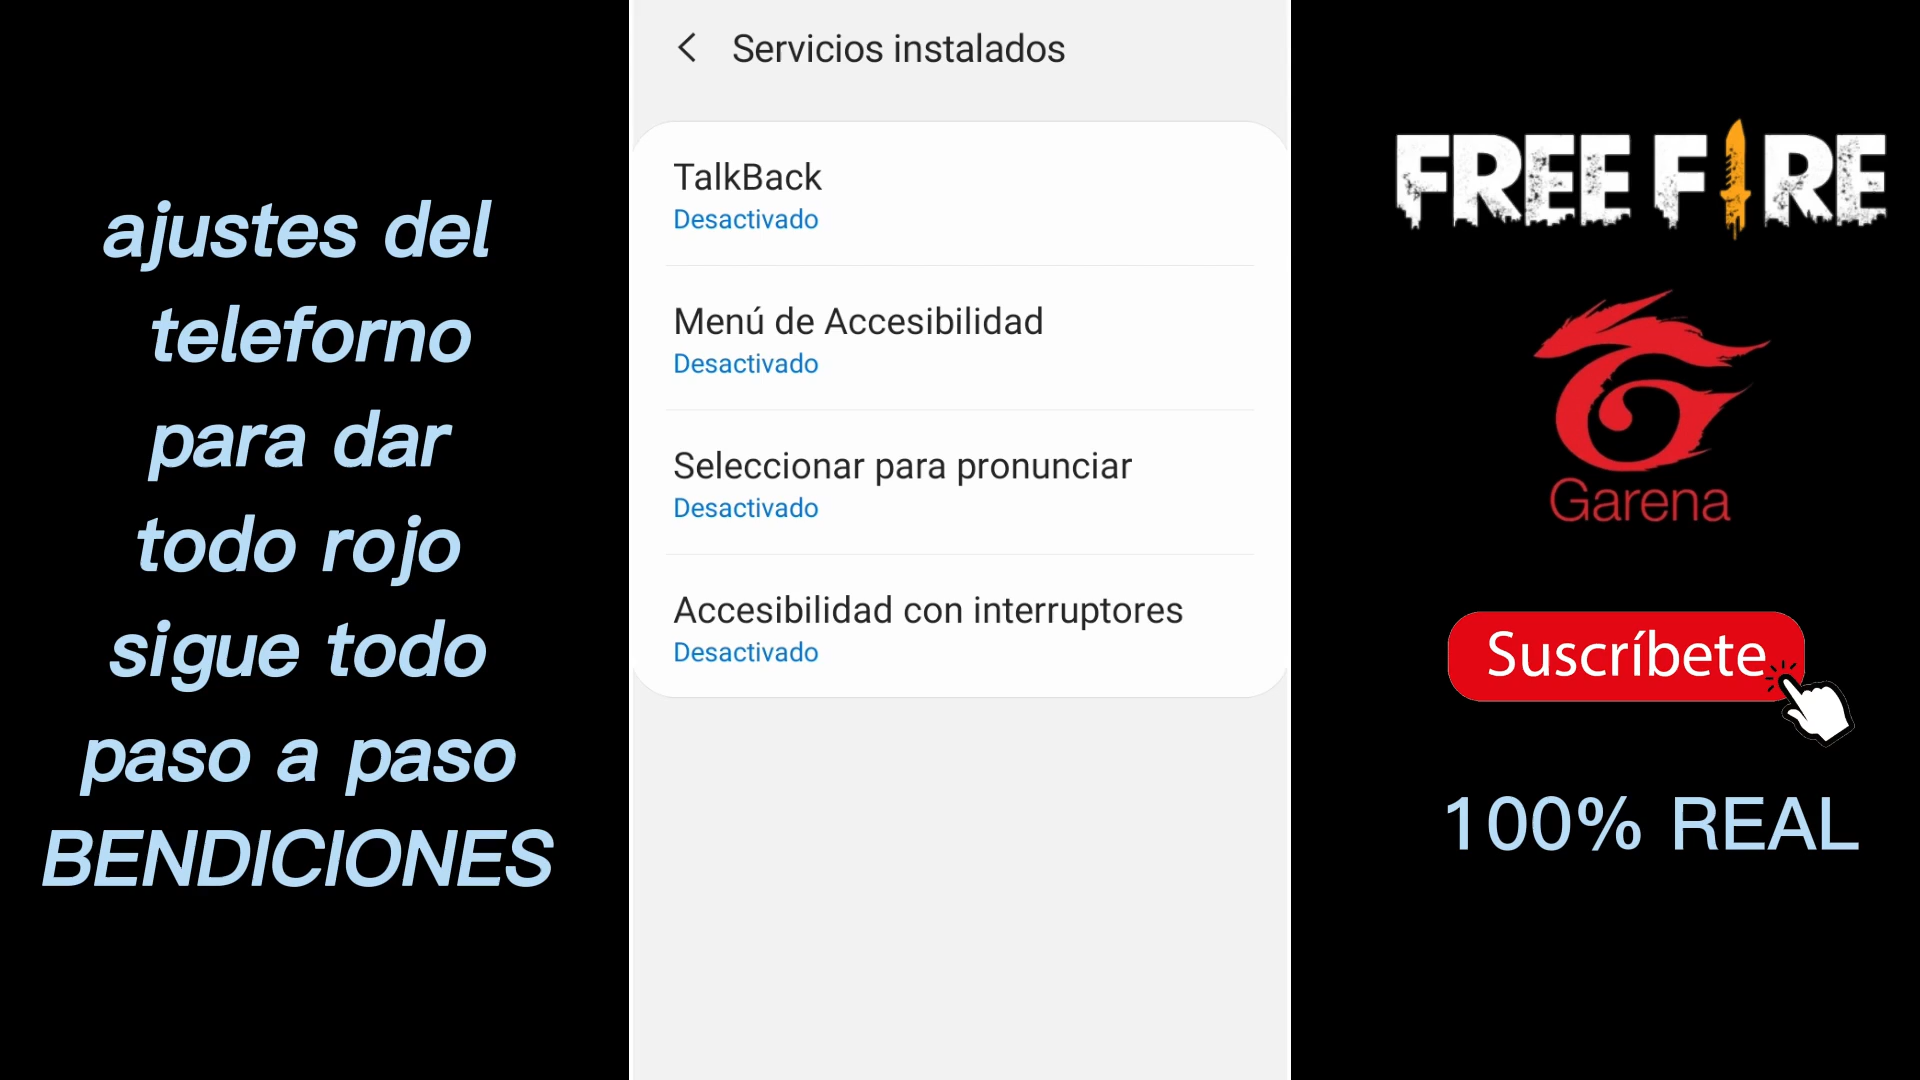 ajustes del
teleforno
para dar
todo rojo
sigue todo
paso a paso
BENDICIONES
Servicios instalados
TalkBack
Desactivado
Menú de Accesibilidad
Desactivado
Seleccionar para pronunciar
Desactivado
Accesibilidad con interruptores
Desactivado
FREE FIRE
Garena
Suscríbete
100% REAL